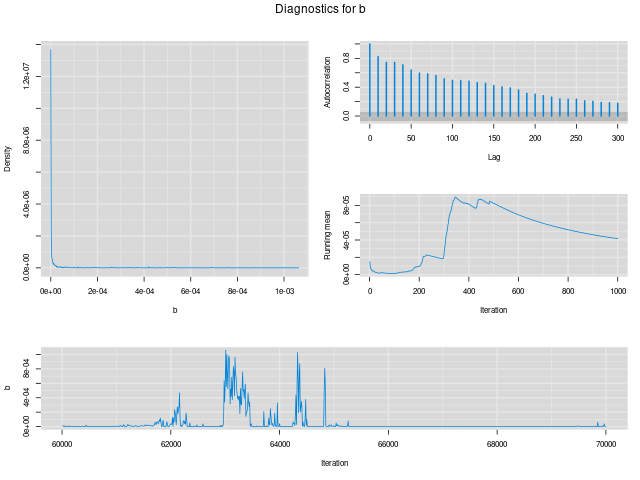 Diagnostics for b
Density
0.0e+00 4.0e-06 8.0e-06 1.2e+07
0e+00 2e-04 4e-04 6e-04 8e-04 1e-03
b
Autocorrelation
0.0 0.4 0.8
0 50 100 150 200 250 300
Lag
Running mean
0e+00 4e-05 8e-05
0 200 400 600 800 1000
Iteration
b
0e+00 4e-04 8e-04
60000 62000 64000 66000 68000 70000
Iteration